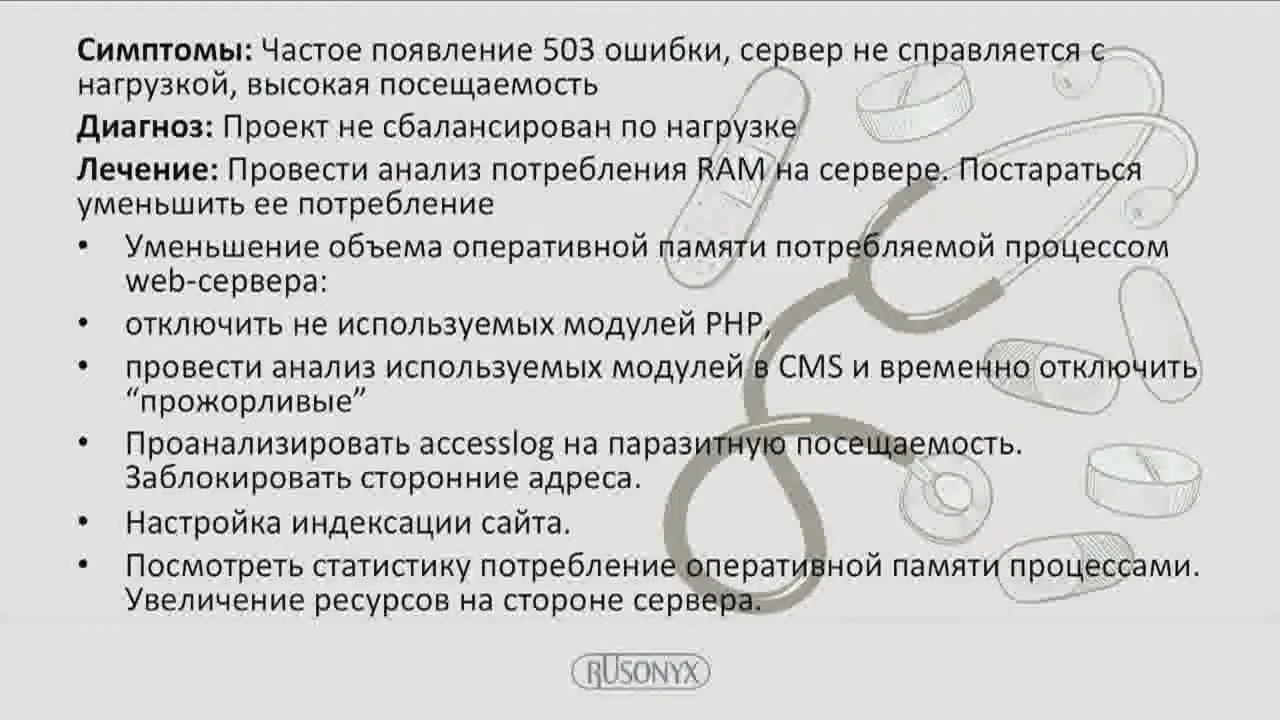 Симптомы: Частое появление 503 ошибки, сервер не справляется с
нагрузкой, высокая посещаемость
Диагноз: Проект не сбалансирован по нагрузке
Лечение: Провести анализ потребления RAM на сервере. Постараться
уменьшить ее потребление
• Уменьшение объема оперативной памяти потребляемой процессом
web-сервера:
• отключить не используемых модулей PHP,
• провести анализ используемых модулей в CMS и временно отключить
“прожорливые”
• Проанализировать accesslog на паразитную посещаемость.
Заблокировать сторонние адреса.
• Настройка индексации сайта.
• Посмотреть статистику потребление оперативной памяти процессами.
Увеличение ресурсов на стороне сервера.
RUSONYX